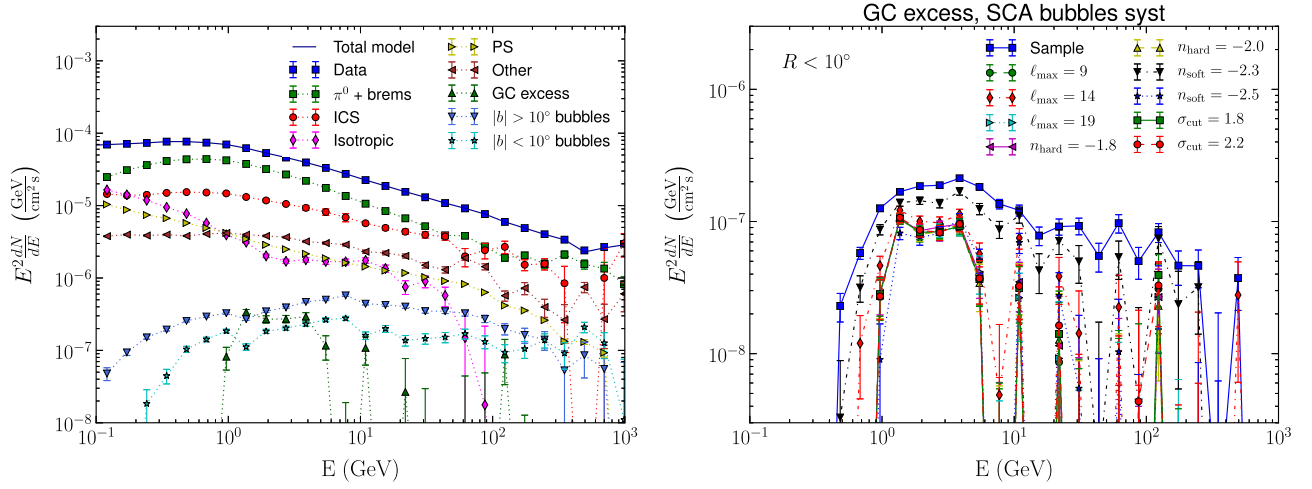 GC excess, SCA bubbles syst
10⁻³
10⁻⁴
10⁻⁵
10⁻⁶
10⁻⁷
10⁻⁸
E² dN/dE (GeV/cm² s)
10⁻¹ 10⁰ 10¹ 10² 10³
E (GeV)
Total model
Data
π⁰ + brems
ICS
Isotropic
PS
Other
GC excess
|b| > 10° bubbles
|b| < 10° bubbles
10⁻⁶
10⁻⁷
10⁻⁸
E² dN/dE (GeV/cm² s)
10⁻¹ 10⁰ 10¹ 10² 10³
E (GeV)
R < 10°
Sample
ℓmax = 9
ℓmax = 14
ℓmax = 19
nhard = −1.8
nhard = −2.0
nsoft = −2.3
nsoft = −2.5
σcut = 1.8
σcut = 2.2